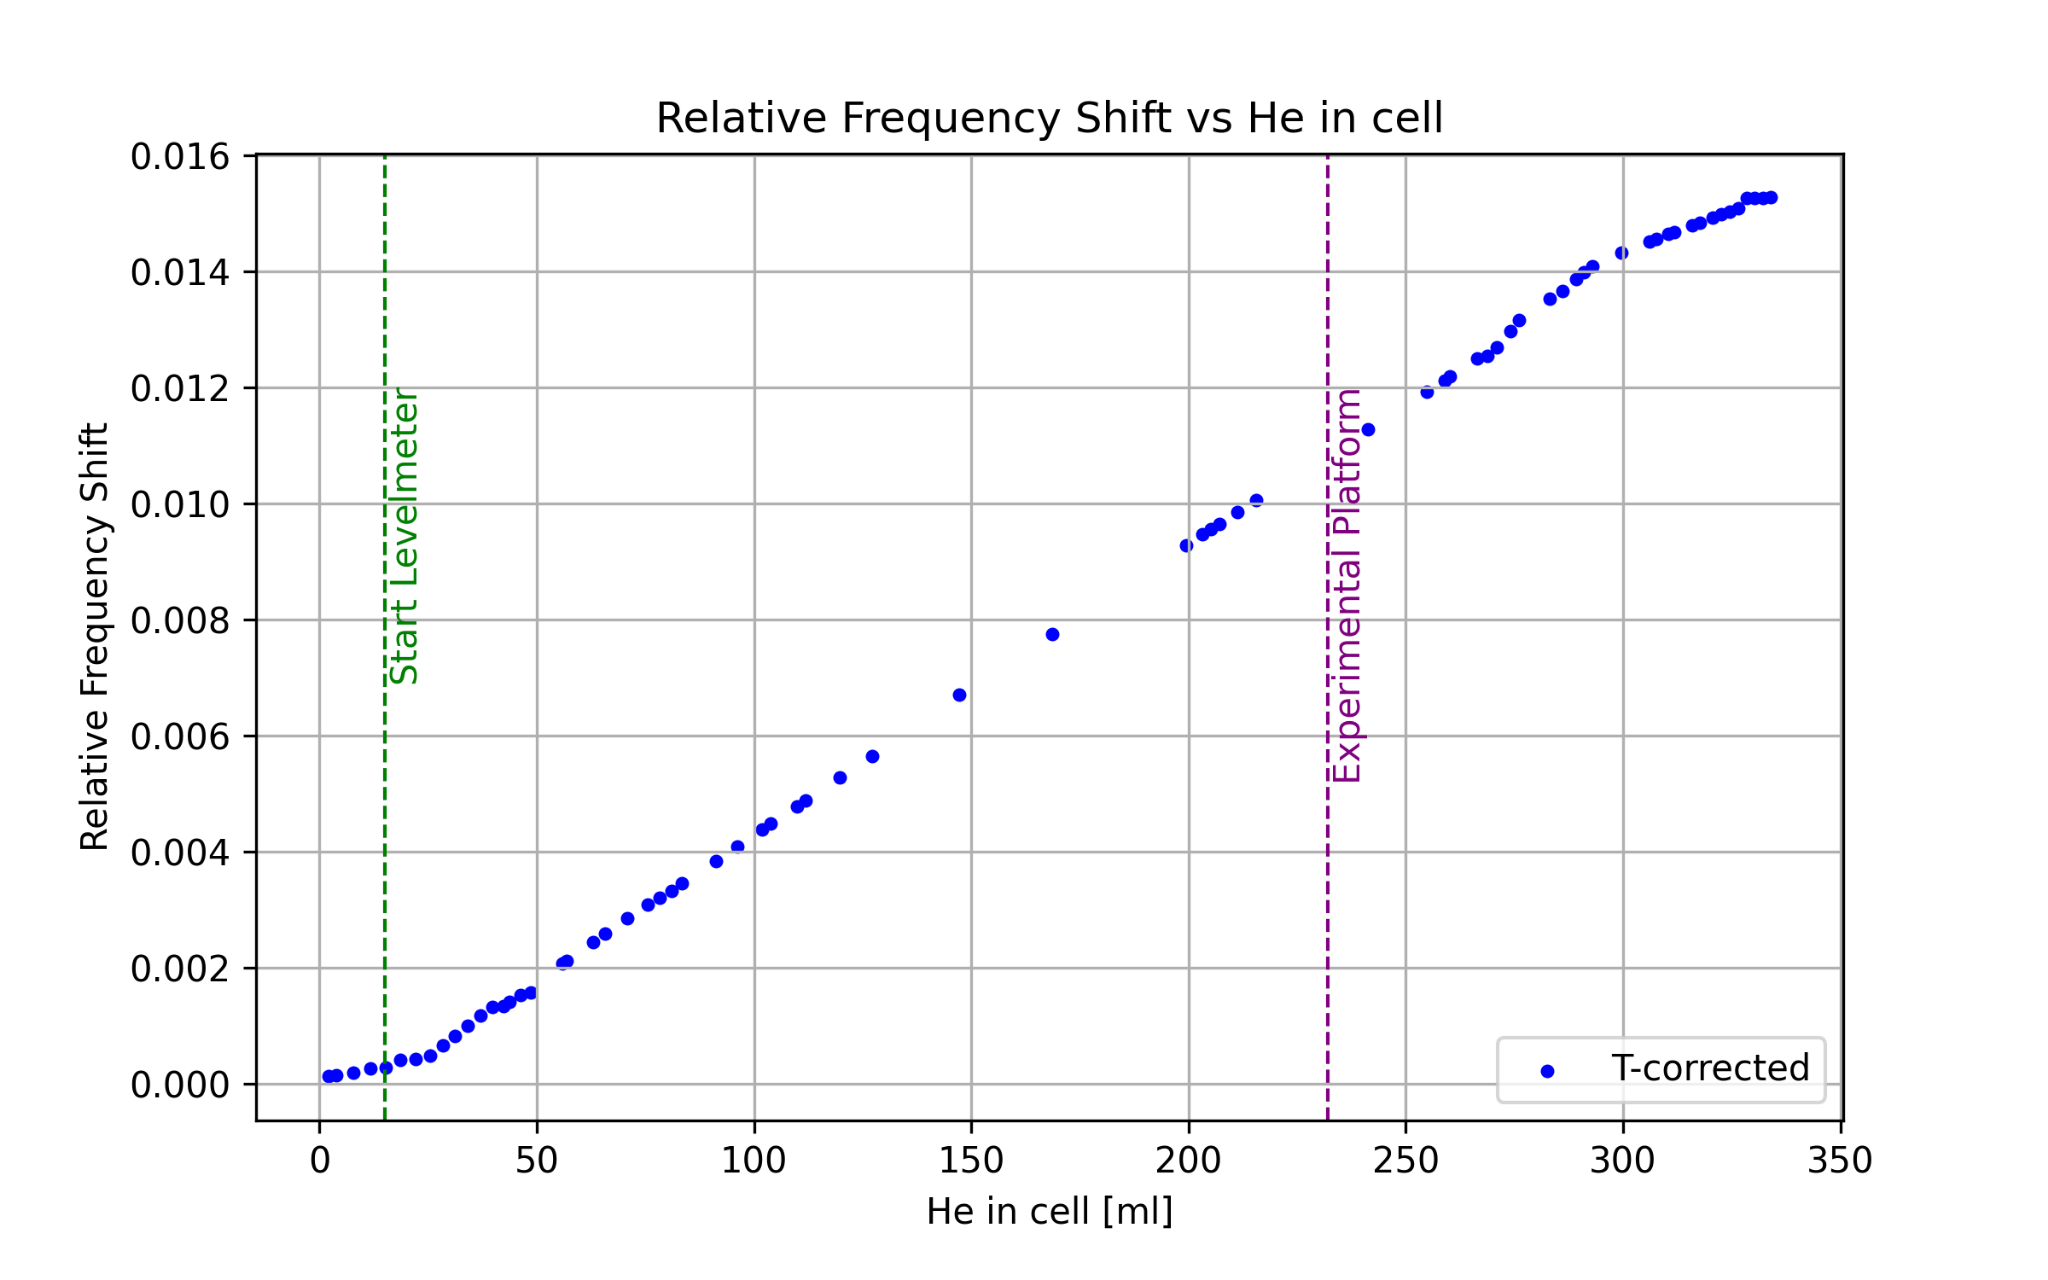 Relative Frequency Shift vs He in cell
0.016
0.014
0.012
0.010
0.008
0.006
0.004
0.002
0.000
Relative Frequency Shift
Start Levelmeter
Experimental Platform
T-corrected
0 50 100 150 200 250 300 350
He in cell [ml]